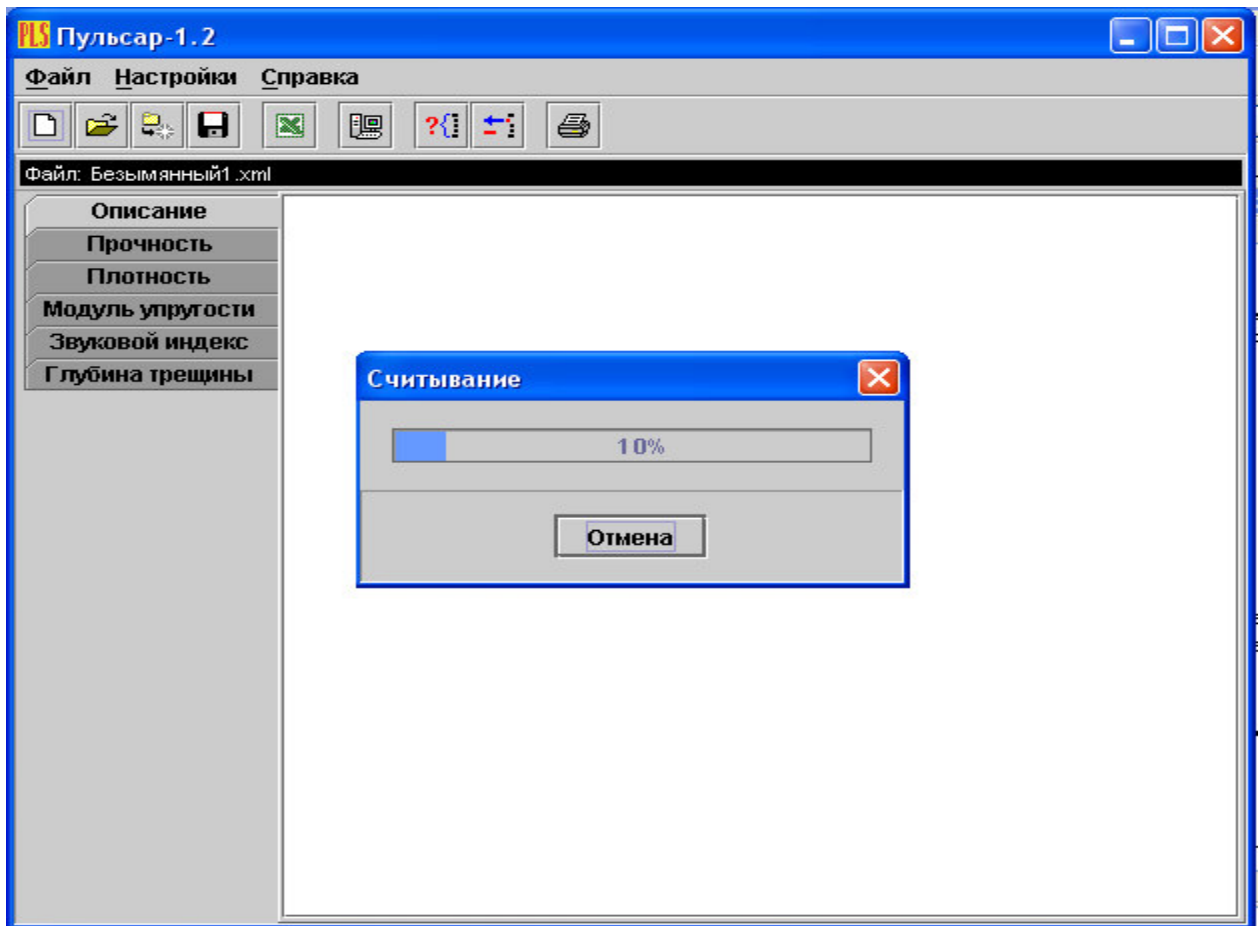 PLS Пульсар-1.2
Файл Настройки Справка
?{
Файл: Безымянный1.xml
Описание
Прочность
Плотность
Модуль упругости
Звуковой индекс
Глубина трещины
Считывание
10%
Отмена